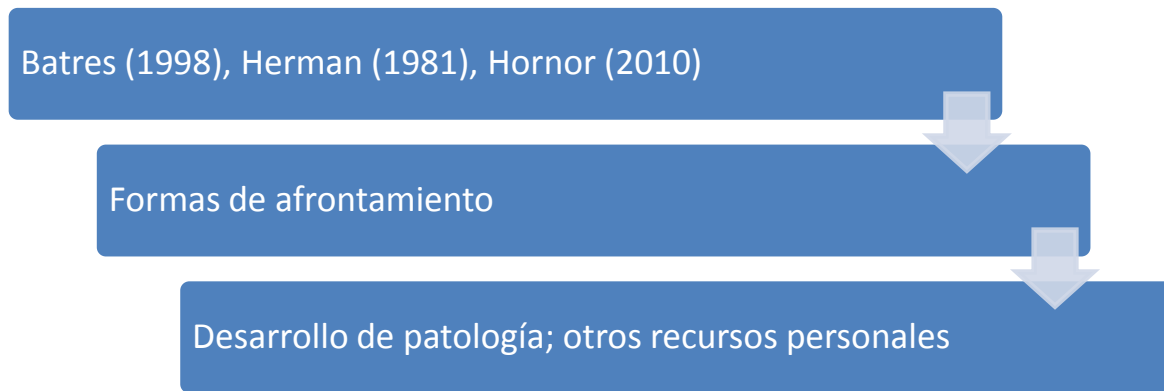 Batres (1998), Herman (1981), Hornor (2010)
Formas de afrontamiento
Desarrollo de patología; otros recursos personales